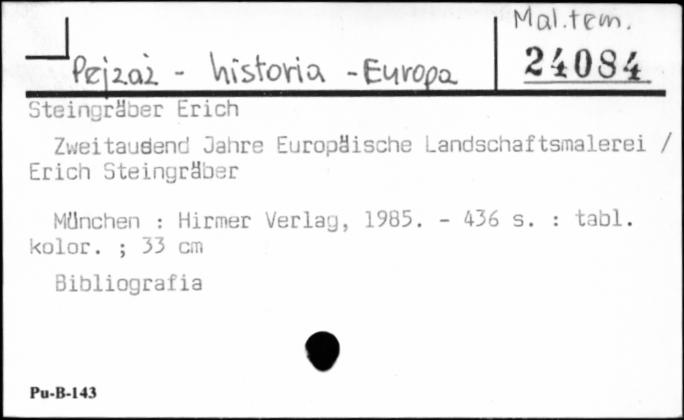 Mal.tem.
Pejzaż - historia - Europa
24084
Steingräber Erich
Zweitausend Jahre Europäische Landschaftsmalerei /
Erich Steingräber
München : Hirmer Verlag, 1985. - 436 s. : tabl.
kolor. ; 33 cm
Bibliografia
Pu-B-143